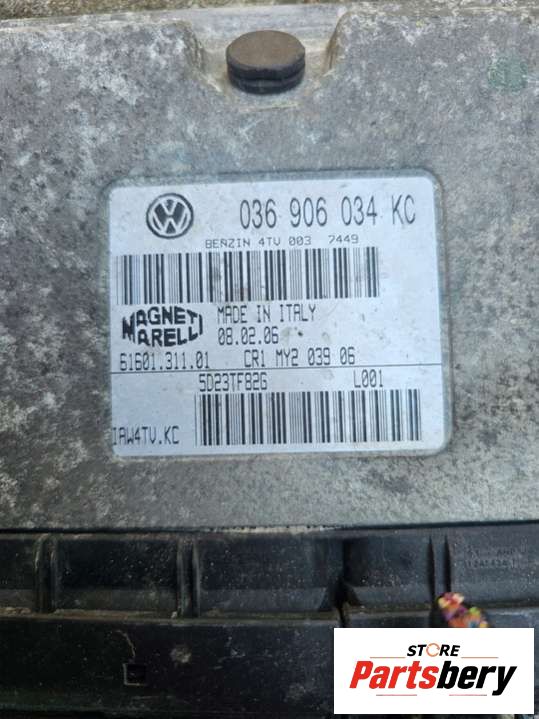 036 906 034 KC
BENZIN 4TV 003 7449
MAGNETI MARELLI
MADE IN ITALY
08.02.06
61601.311.01 CR1 MY2 039 06
5D23TF82G L001
IAW4TV.KC
STORE
Partsbery